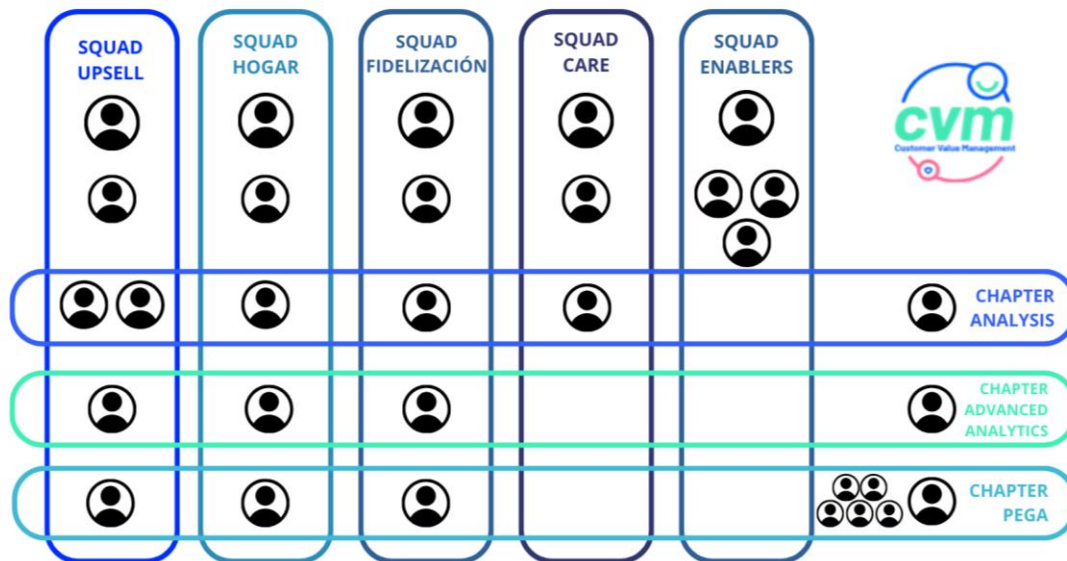 SQUAD
UPSELL
SQUAD
HOGAR
SQUAD
FIDELIZACIÓN
SQUAD
CARE
SQUAD
ENABLERS
cvm
Customer Value Management
CHAPTER
ANALYSIS
CHAPTER
ADVANCED
ANALYTICS
CHAPTER
PEGA